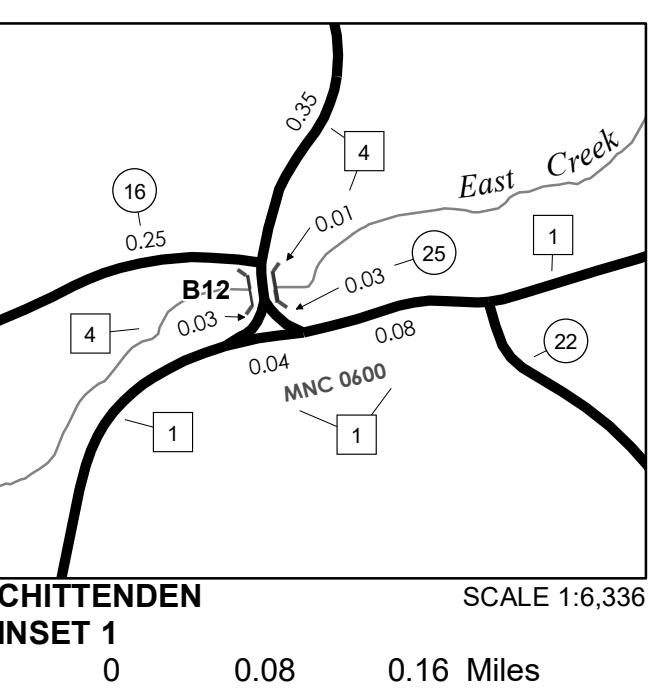 0.35
4
East Creek
16
0.01
0.25
25
1
B12
0.03
0.03
4
0.08
22
0.04
MNC 0600
1
1
CHITTENDEN
SCALE 1:6,336
INSET 1
0 0.08 0.16 Miles